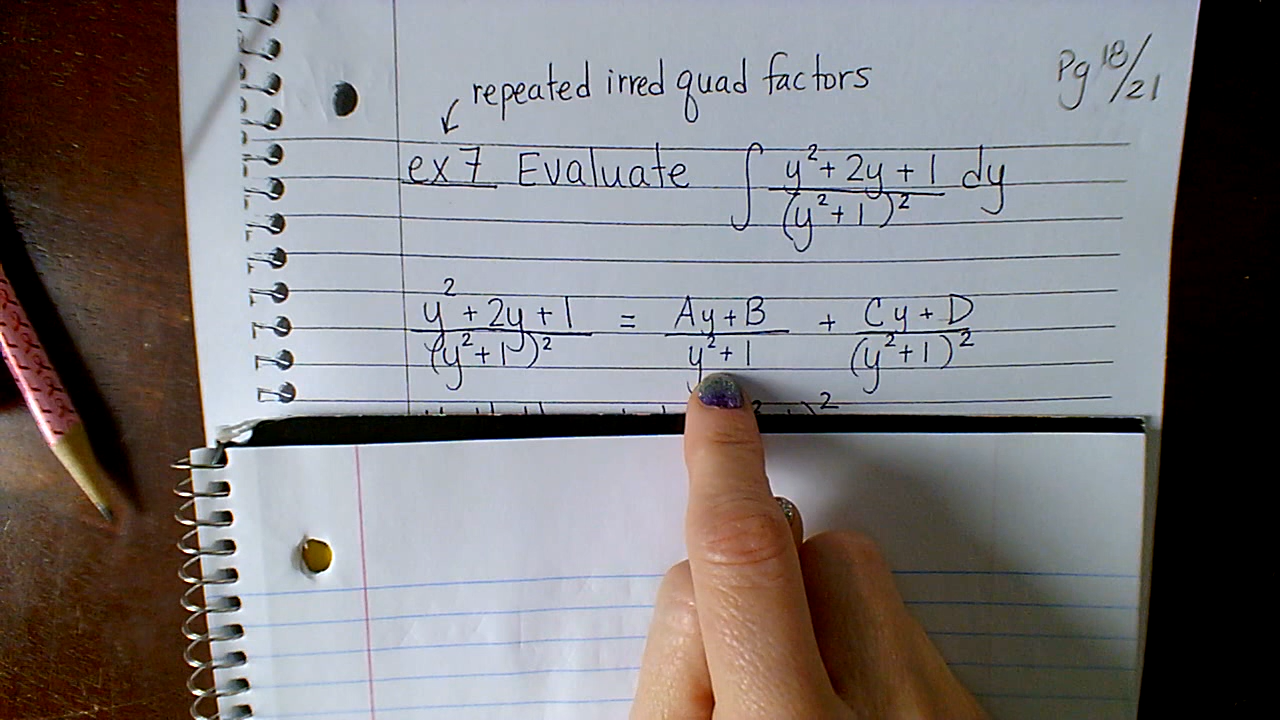 repeated irred quad factors
Pg 18/21
ex 7 Evaluate ∫ y²+2y+1/(y²+1)² dy
y²+2y+1/(y²+1)² = Ay+B/y²+1 + Cy+D/(y²+1)²